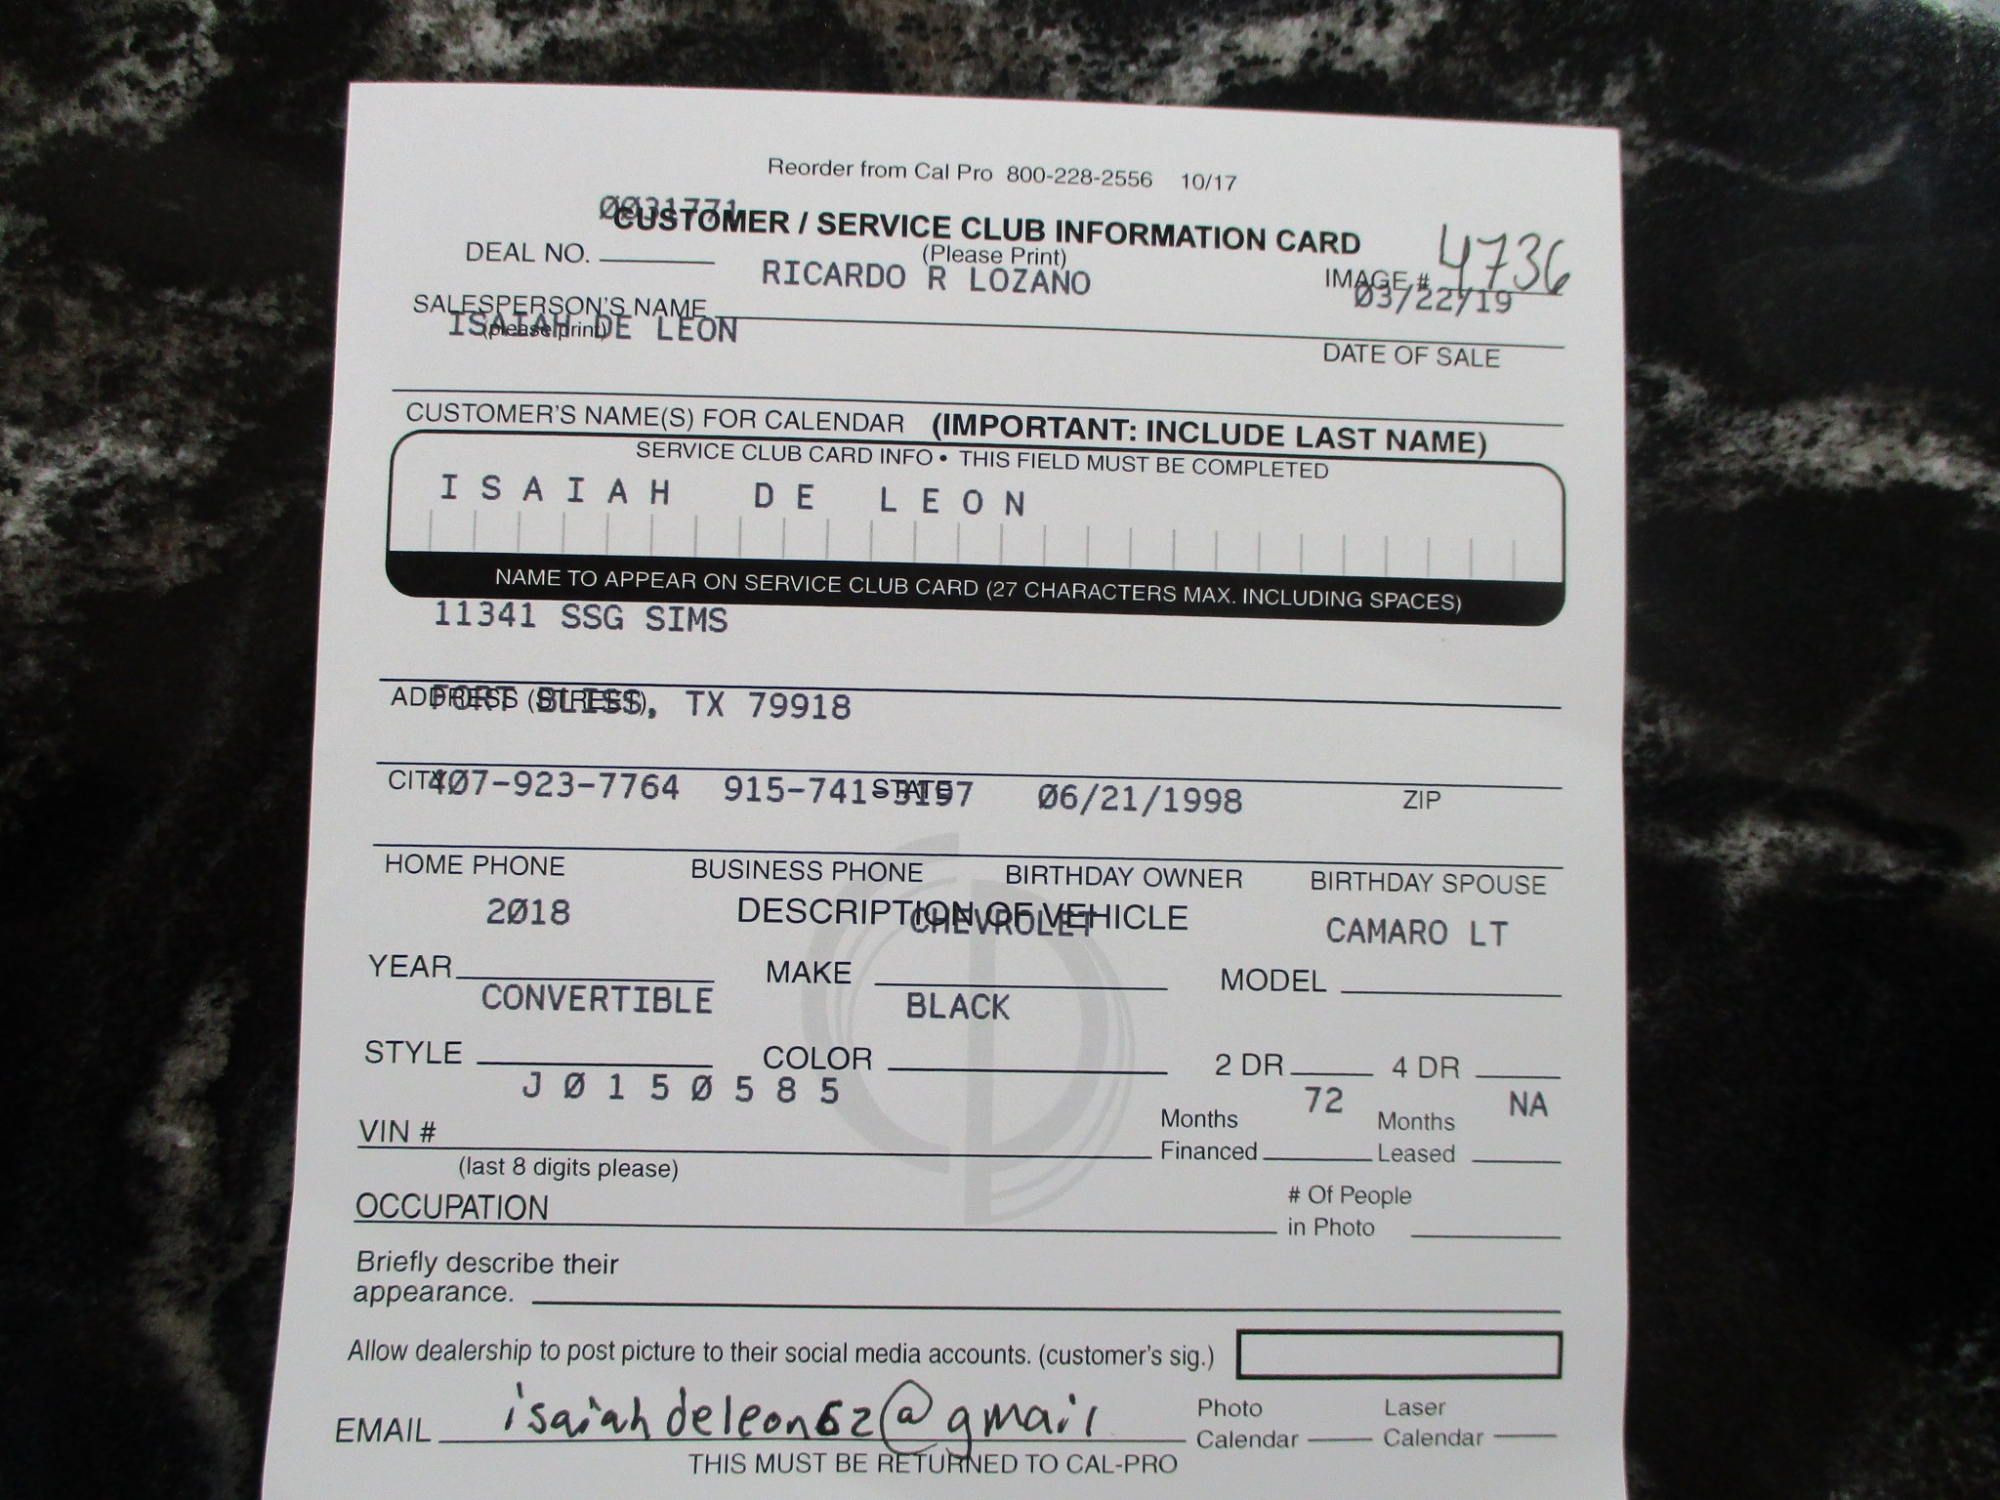 Reorder from Cal Pro 800-228-2556 10/17
0031771
CUSTOMER / SERVICE CLUB INFORMATION CARD
DEAL NO. (Please Print) IMAGE # 4736
RICARDO R LOZANO 03/22/19
SALESPERSON'S NAME
(please print) DATE OF SALE
ISAIAH DE LEON
CUSTOMER'S NAME(S) FOR CALENDAR (IMPORTANT: INCLUDE LAST NAME)
SERVICE CLUB CARD INFO • THIS FIELD MUST BE COMPLETED
ISAIAH DE LEON
NAME TO APPEAR ON SERVICE CLUB CARD (27 CHARACTERS MAX. INCLUDING SPACES)
11341 SSG SIMS
ADDRESS (STREET)
FORT BLISS, TX 79918
CITY STATE ZIP
407-923-7764 915-741-3197 06/21/1998
HOME PHONE BUSINESS PHONE BIRTHDAY OWNER BIRTHDAY SPOUSE
DESCRIPTION OF VEHICLE
2018 CHEVROLET CAMARO LT
YEAR MAKE MODEL
CONVERTIBLE BLACK
STYLE COLOR 2 DR 4 DR
J0150585 72 NA
VIN # Months Financed Months Leased
(last 8 digits please)
OCCUPATION # Of People in Photo
Briefly describe their
appearance.
Allow dealership to post picture to their social media accounts. (customer's sig.)
EMAIL isaiahdeleon62@gmail Photo Calendar Laser Calendar
THIS MUST BE RETURNED TO CAL-PRO